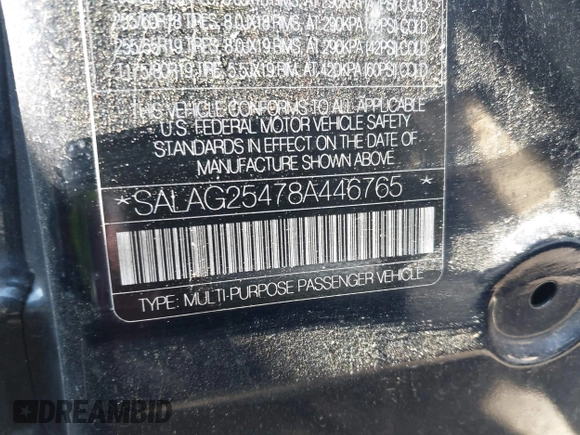 255/60R18 TIRES, 8.0JX18 RIMS, AT 290KPA (42PSI) COLD
255/55R19 TIRES, 8.0JX19 RIMS, AT 290KPA (42PSI) COLD
T175/80R19 TIRE, 5.5JX19 RIM, AT 420KPA (60PSI) COLD
THIS VEHICLE CONFORMS TO ALL APPLICABLE
U.S. FEDERAL MOTOR VEHICLE SAFETY
STANDARDS IN EFFECT ON THE DATE OF
MANUFACTURE SHOWN ABOVE
*SALAG25478A446765 *
TYPE: MULTI-PURPOSE PASSENGER VEHICLE
DREAMBID